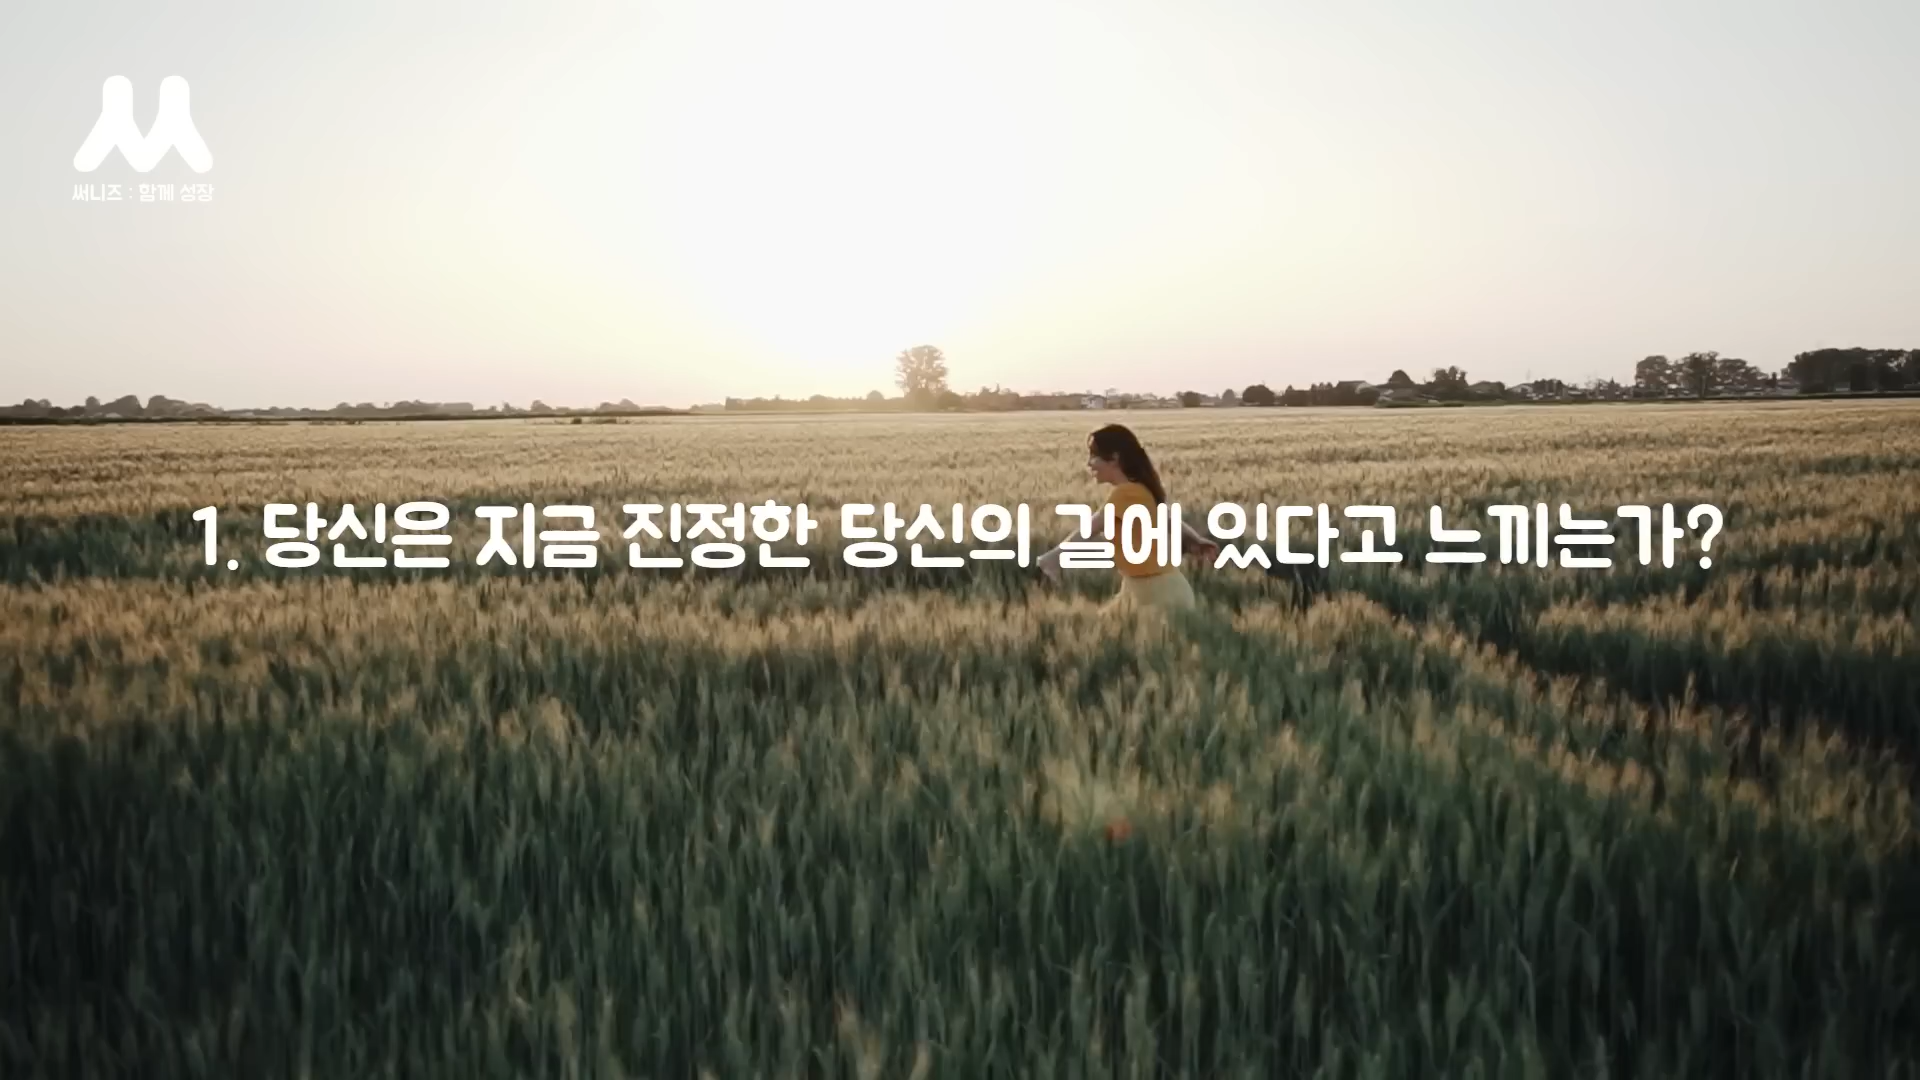 써니즈 : 함께 성장
1. 당신은 지금 진정한 당신의 길에 있다고 느끼는가?